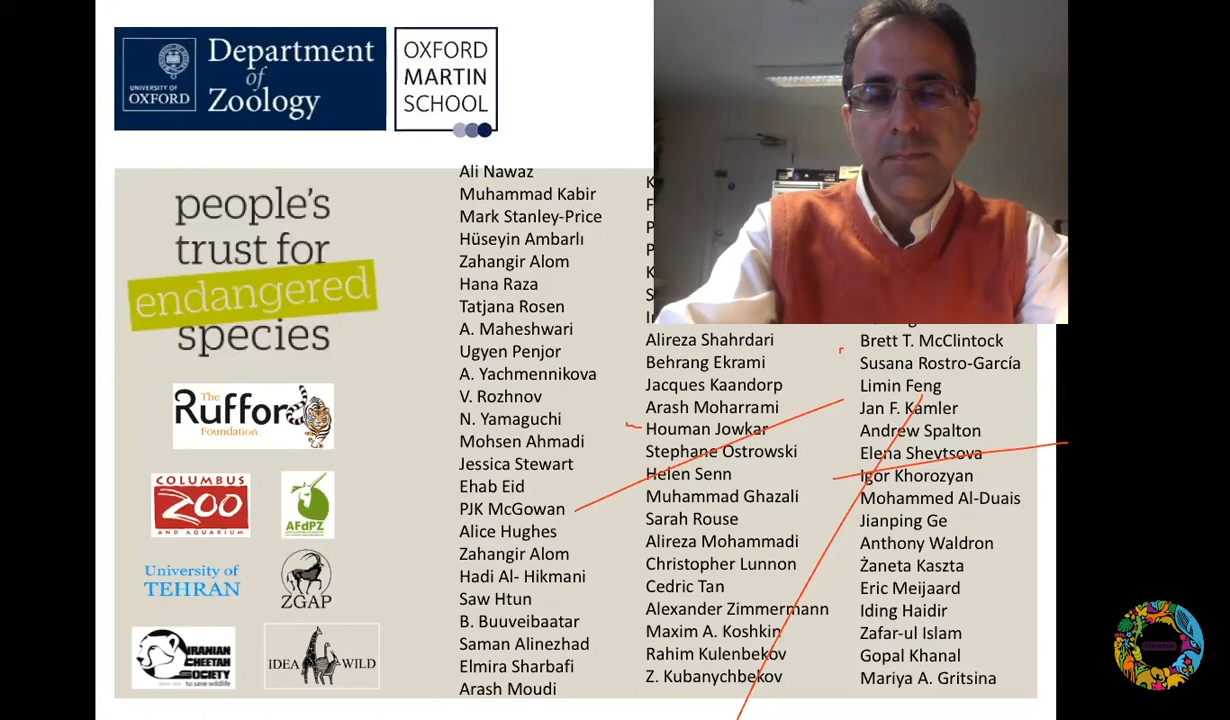 UNIVERSITY OF
OXFORD
Department
of
Zoology
OXFORD
MARTIN
SCHOOL
people's
trust for
endangered
species
The
Rufford
Foundation
COLUMBUS
ZOO
AND AQUARIUM
AFdPZ
University of
TEHRAN
ZGAP
IRANIAN
CHEETAH
SOCIETY
to save wildlife
IDEA WILD
Ali Nawaz
Muhammad Kabir
Mark Stanley-Price
Hüseyin Ambarlı
Zahangir Alom
Hana Raza
Tatjana Rosen
A. Maheshwari
Ugyen Penjor
A. Yachmennikova
V. Rozhnov
N. Yamaguchi
Mohsen Ahmadi
Jessica Stewart
Ehab Eid
PJK McGowan
Alice Hughes
Zahangir Alom
Hadi Al- Hikmani
Saw Htun
B. Buuveibaatar
Saman Alinezhad
Elmira Sharbafi
Arash Moudi
Alireza Shahrdari
Behrang Ekrami
Jacques Kaandorp
Arash Moharrami
Houman Jowkar
Stephane Ostrowski
Helen Senn
Muhammad Ghazali
Sarah Rouse
Alireza Mohammadi
Christopher Lunnon
Cedric Tan
Alexander Zimmermann
Maxim A. Koshkin
Rahim Kulenbekov
Z. Kubanychbekov
Brett T. McClintock
Susana Rostro-García
Limin Feng
Jan F. Kamler
Andrew Spalton
Elena Shevtsova
Igor Khorozyan
Mohammed Al-Duais
Jianping Ge
Anthony Waldron
Żaneta Kaszta
Eric Meijaard
Iding Haidir
Zafar-ul Islam
Gopal Khanal
Mariya A. Gritsina